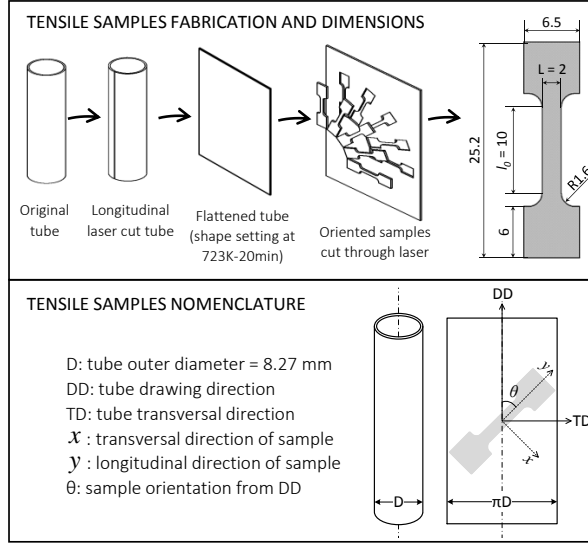 TENSILE SAMPLES FABRICATION AND DIMENSIONS
6.5
L = 2
25.2
l₀ = 10
R1.6
6
Original
tube
Longitudinal
laser cut tube
Flattened tube
(shape setting at
723K-20min)
Oriented samples
cut through laser
TENSILE SAMPLES NOMENCLATURE
D: tube outer diameter = 8.27 mm
DD: tube drawing direction
TD: tube transversal direction
x : transversal direction of sample
y : longitudinal direction of sample
θ: sample orientation from DD
D
DD
y
θ
TD
x
πD